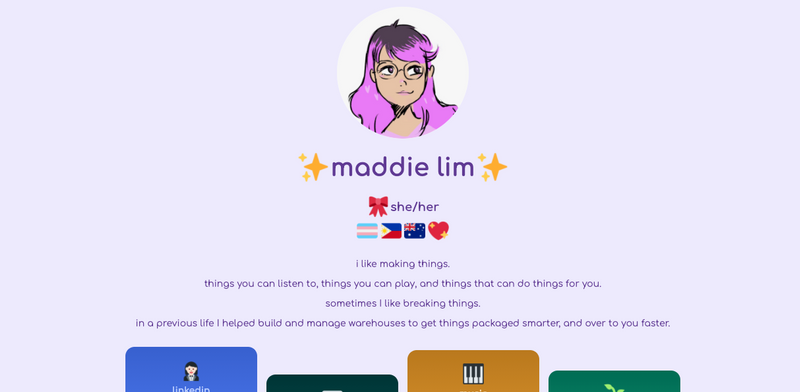 ✨maddie lim✨
🎀she/her
🏳️‍⚧️🇵🇭🇦🇺💖
i like making things.
things you can listen to, things you can play, and things that can do things for you.
sometimes I like breaking things.
in a previous life I helped build and manage warehouses to get things packaged smarter, and over to you faster.
linkedin